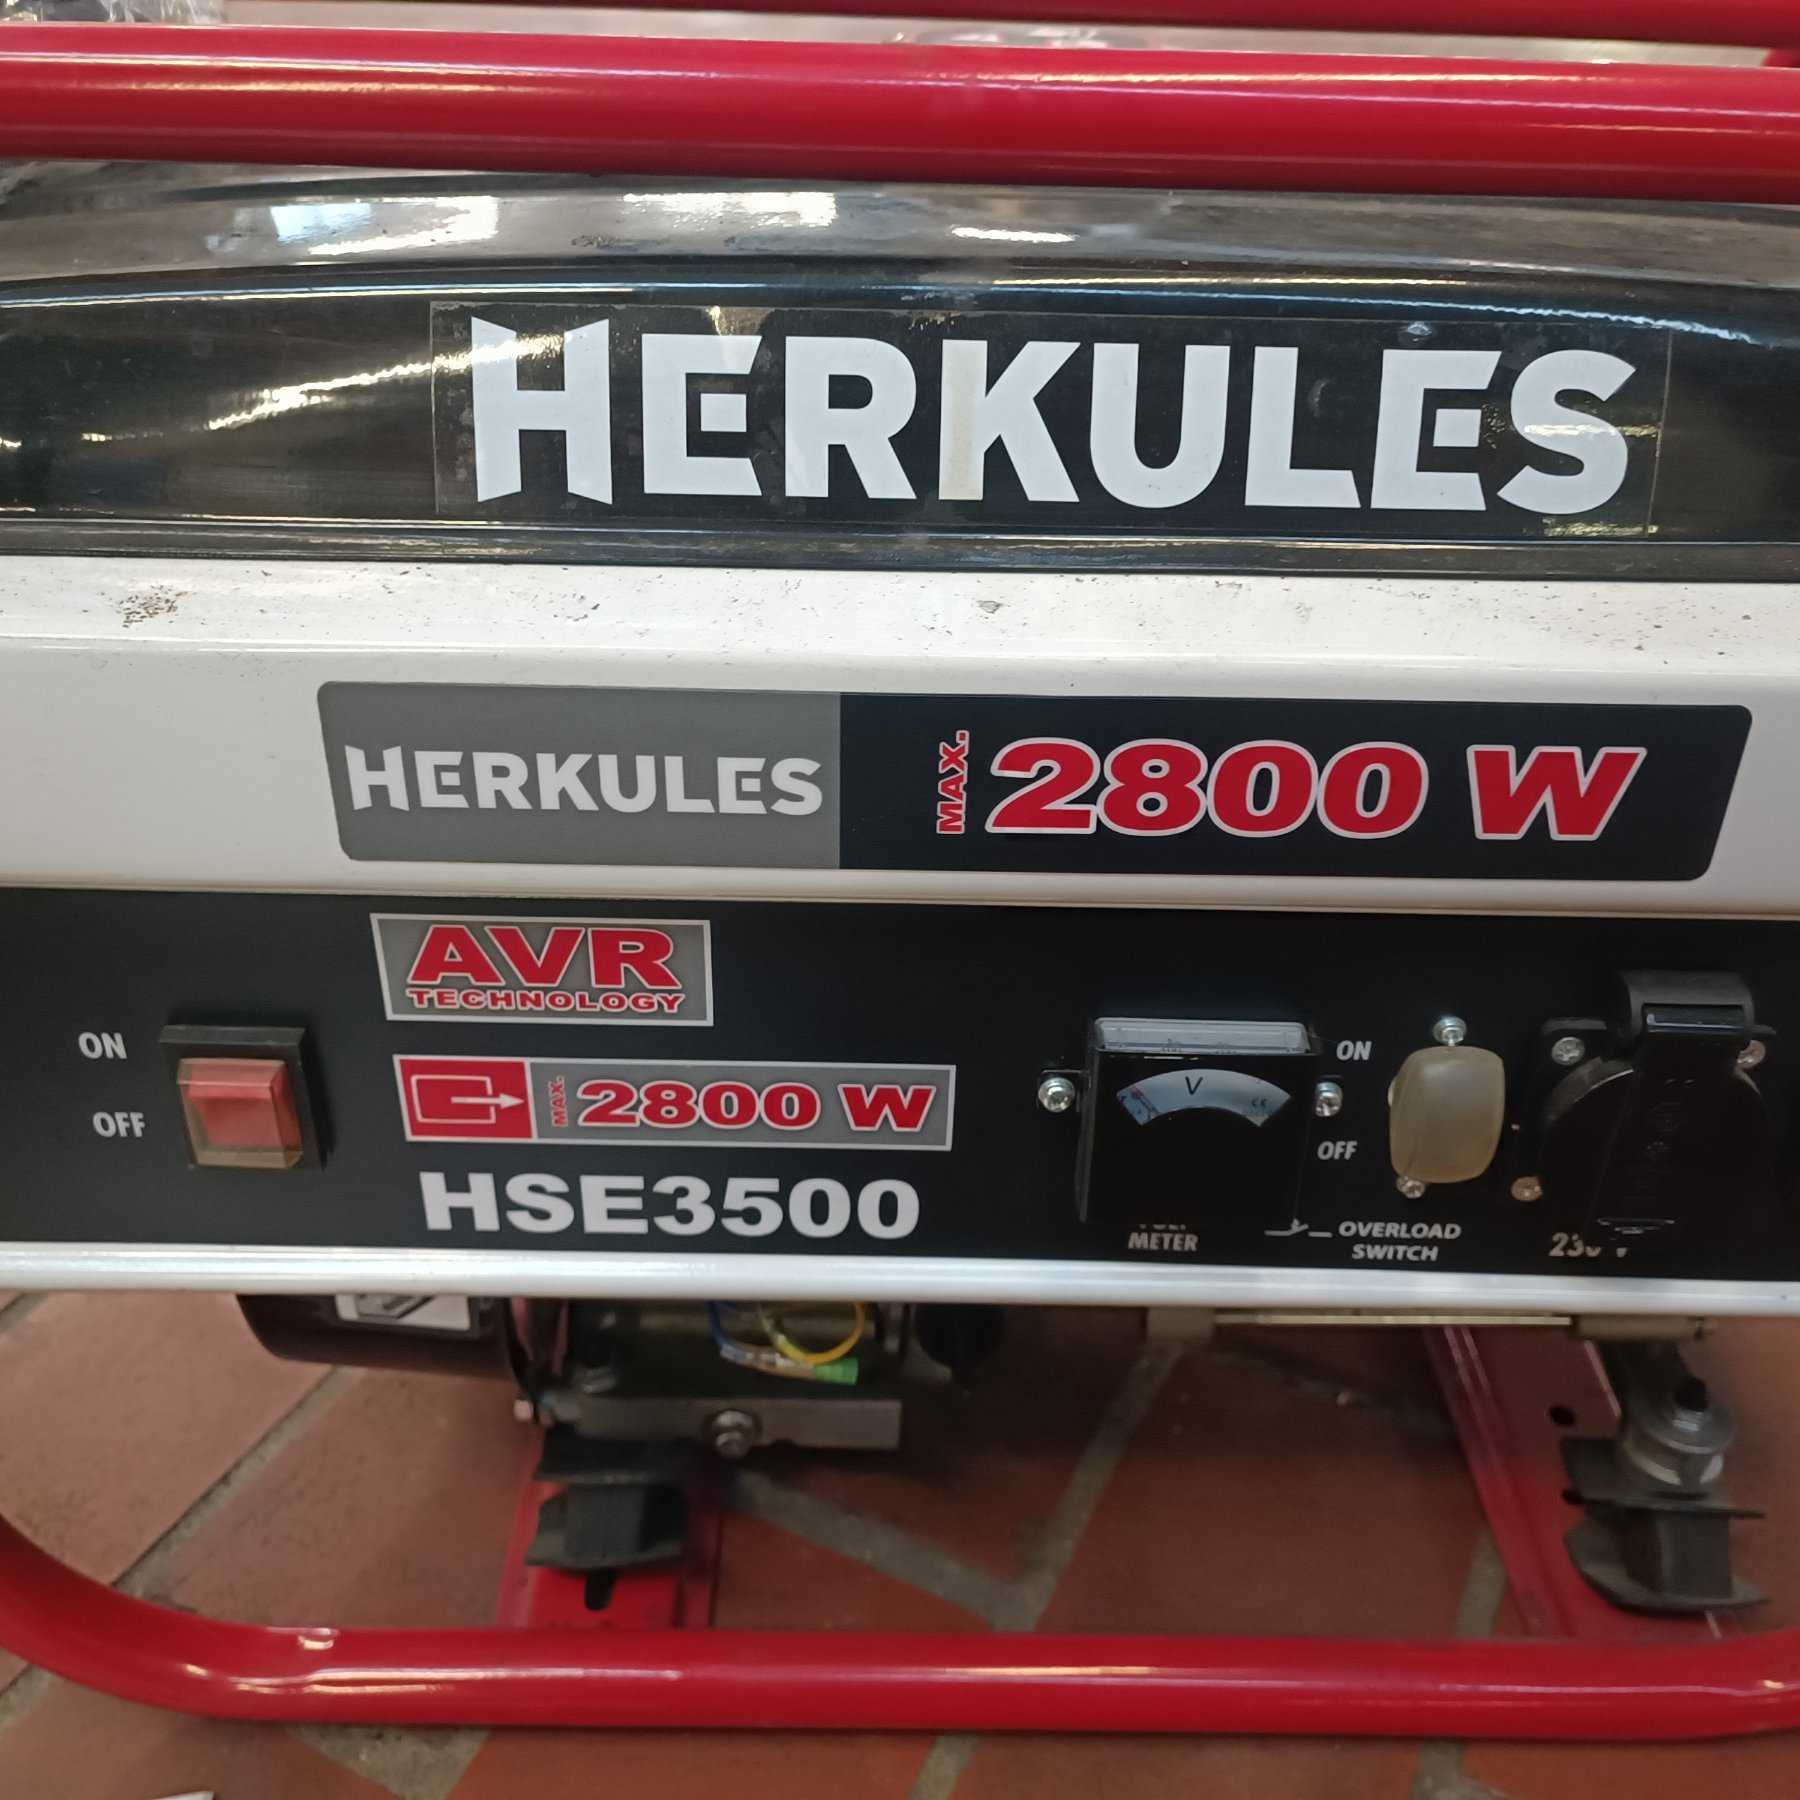 HERKULES
HERKULES MAX. 2800 W
AVR
TECHNOLOGY
ON
OFF
MAX. 2800 W
HSE3500
V
ON
OFF
METER
OVERLOAD
SWITCH